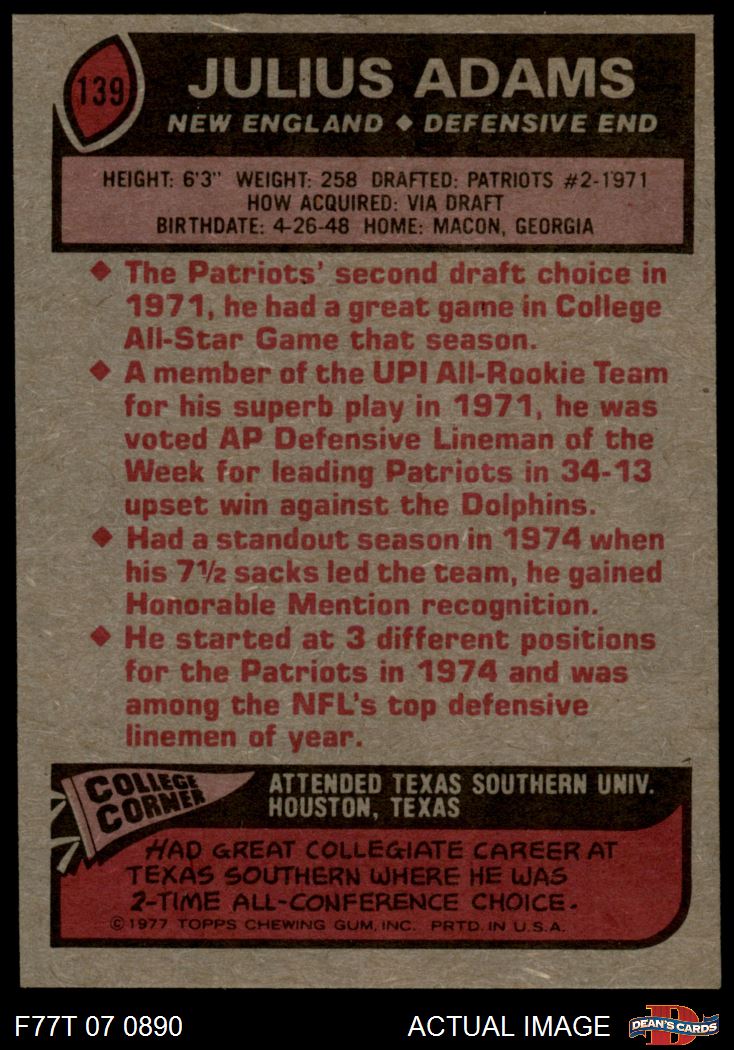 139
JULIUS ADAMS
NEW ENGLAND ◆ DEFENSIVE END
HEIGHT: 6'3" WEIGHT: 258 DRAFTED: PATRIOTS #2-1971
HOW ACQUIRED: VIA DRAFT
BIRTHDATE: 4-26-48 HOME: MACON, GEORGIA
◆ The Patriots' second draft choice in
1971, he had a great game in College
All-Star Game that season.
◆ A member of the UPI All-Rookie Team
for his superb play in 1971, he was
voted AP Defensive Lineman of the
Week for leading Patriots in 34-13
upset win against the Dolphins.
◆ Had a standout season in 1974 when
his 7½ sacks led the team, he gained
Honorable Mention recognition.
◆ He started at 3 different positions
for the Patriots in 1974 and was
among the NFL's top defensive
linemen of year.
COLLEGE
CORNER
ATTENDED TEXAS SOUTHERN UNIV.
HOUSTON, TEXAS
HAD GREAT COLLEGIATE CAREER AT
TEXAS SOUTHERN WHERE HE WAS
2-TIME ALL-CONFERENCE CHOICE.
©1977 TOPPS CHEWING GUM, INC. PRTD. IN U.S.A.
F77T 07 0890
ACTUAL IMAGE
D
DEAN'S CARDS